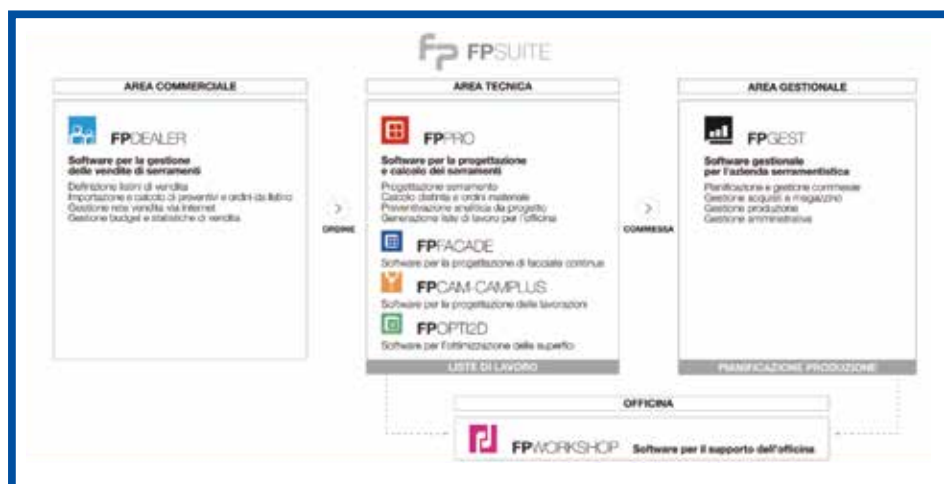 FP FPSUITE
AREA COMMERCIALE
FPDEALER
Software per la gestione
delle vendite di serramenti
Definizione listini di vendita
Importazione e calcolo di preventivi e ordini da listino
Gestione rete vendita via Internet
Gestione budget e statistiche di vendita
ORDINE
AREA TECNICA
FPPRO
Software per la progettazione
e calcolo dei serramenti
Progettazione serramento
Calcolo distinta e ordini materiale
Preventivazione analitica da progetto
Generazione liste di lavoro per l'officina
FPFACADE
Software per la progettazione di facciate continue
FPCAM-CAMPLUS
Software per la progettazione delle lavorazioni
FPOPTI2D
Software per l'ottimizzazione delle superfici
LISTE DI LAVORO
COMMESSA
AREA GESTIONALE
FPGEST
Software gestionale
per l'azienda serramentistica
Pianificazione e gestione commesse
Gestione acquisti e magazzino
Gestione produzione
Gestione amministrativa
PIANIFICAZIONE PRODUZIONE
OFFICINA
FPWORKSHOP Software per il supporto dell'officina